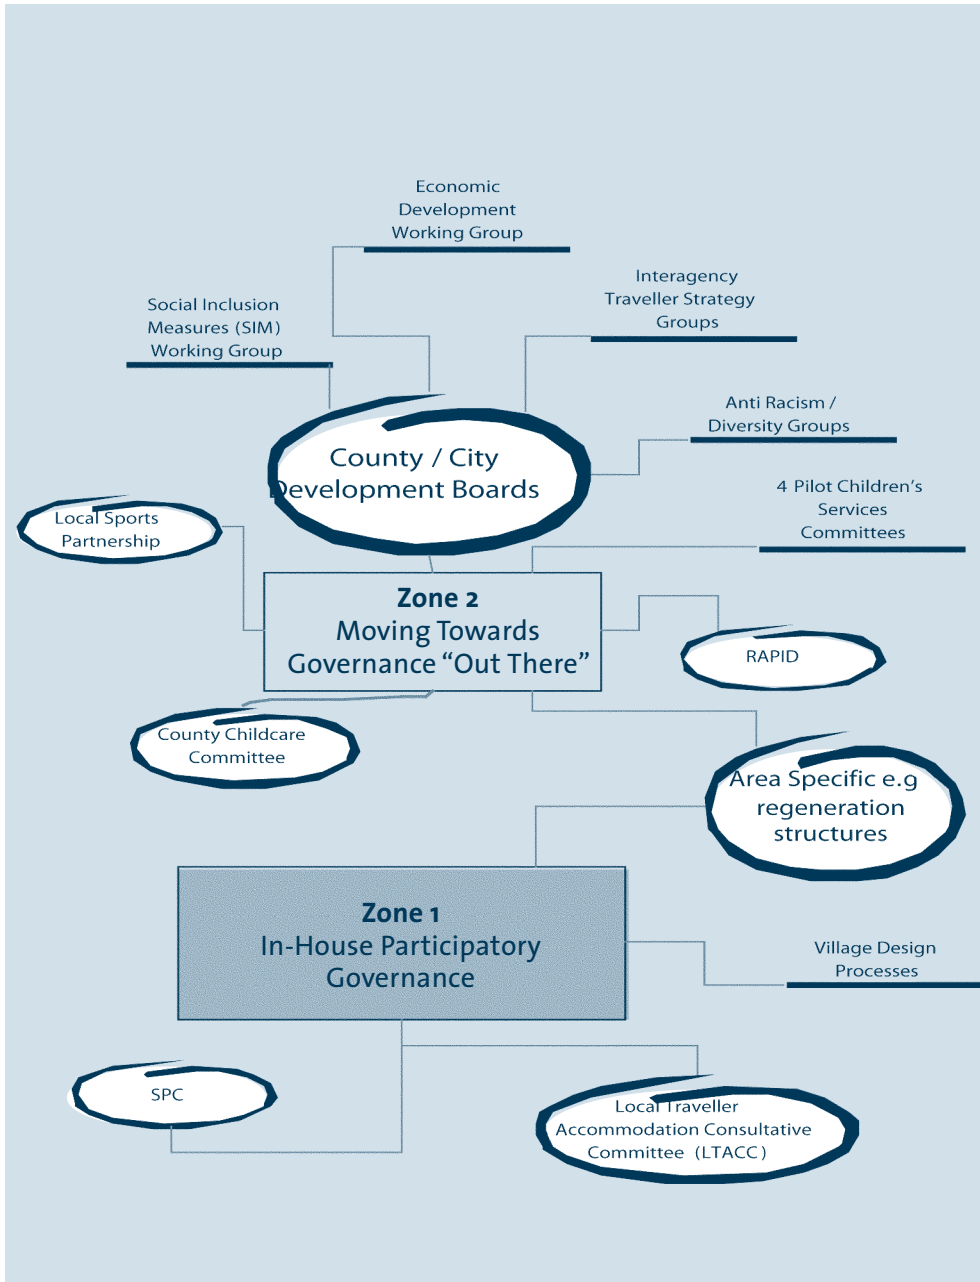 Economic
Development
Working Group
Interagency
Traveller Strategy
Groups
Social Inclusion
Measures (SIM)
Working Group
Anti Racism /
Diversity Groups
County / City
Development Boards
4 Pilot Children’s
Services
Committees
Local Sports
Partnership
Zone 2
Moving Towards
Governance “Out There”
RAPID
County Childcare
Committee
Area Specific e.g
regeneration
structures
Zone 1
In-House Participatory
Governance
Village Design
Processes
SPC
Local Traveller
Accommodation Consultative
Committee (LTACC)